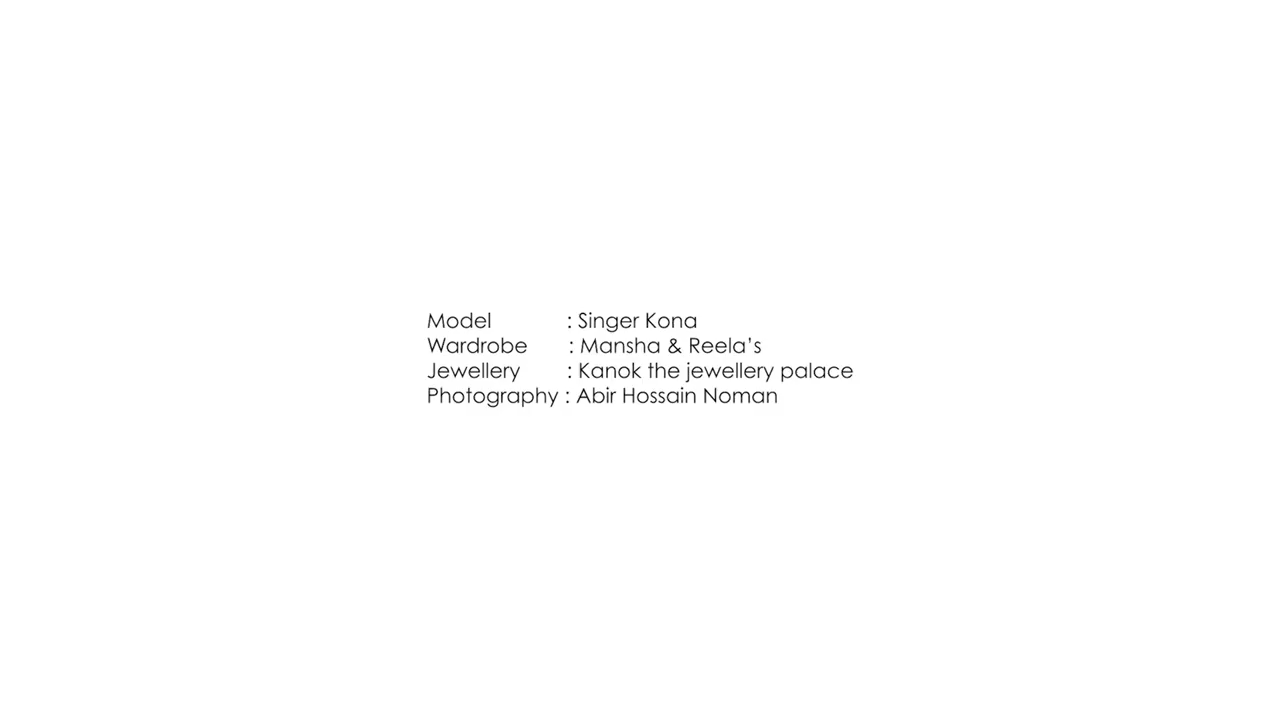 Model : Singer Kona
Wardrobe : Mansha & Reela’s
Jewellery : Kanok the jewellery palace
Photography : Abir Hossain Noman